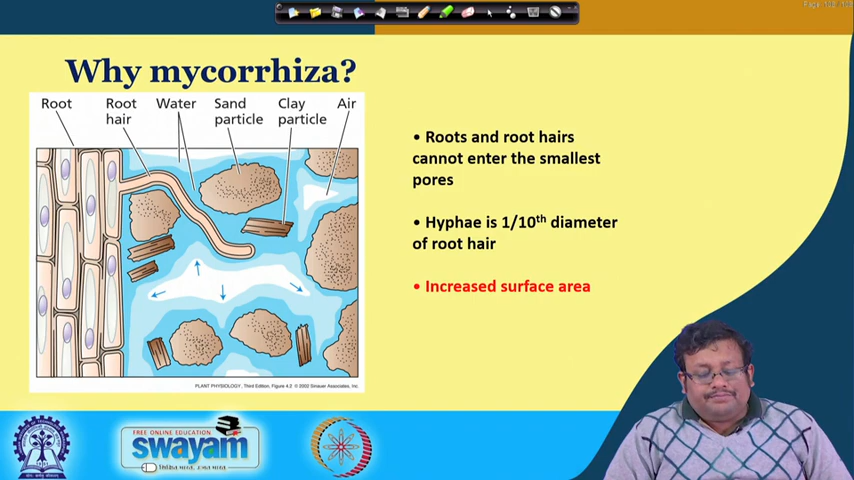 Why mycorrhiza?
Root
Root
hair
Water
Sand
particle
Clay
particle
Air
PLANT PHYSIOLOGY, Third Edition, Figure 4.2 © 2002 Sinauer Associates, Inc.
• Roots and root hairs
cannot enter the smallest
pores
• Hyphae is 1/10th diameter
of root hair
• Increased surface area
FREE ONLINE EDUCATION
swayam